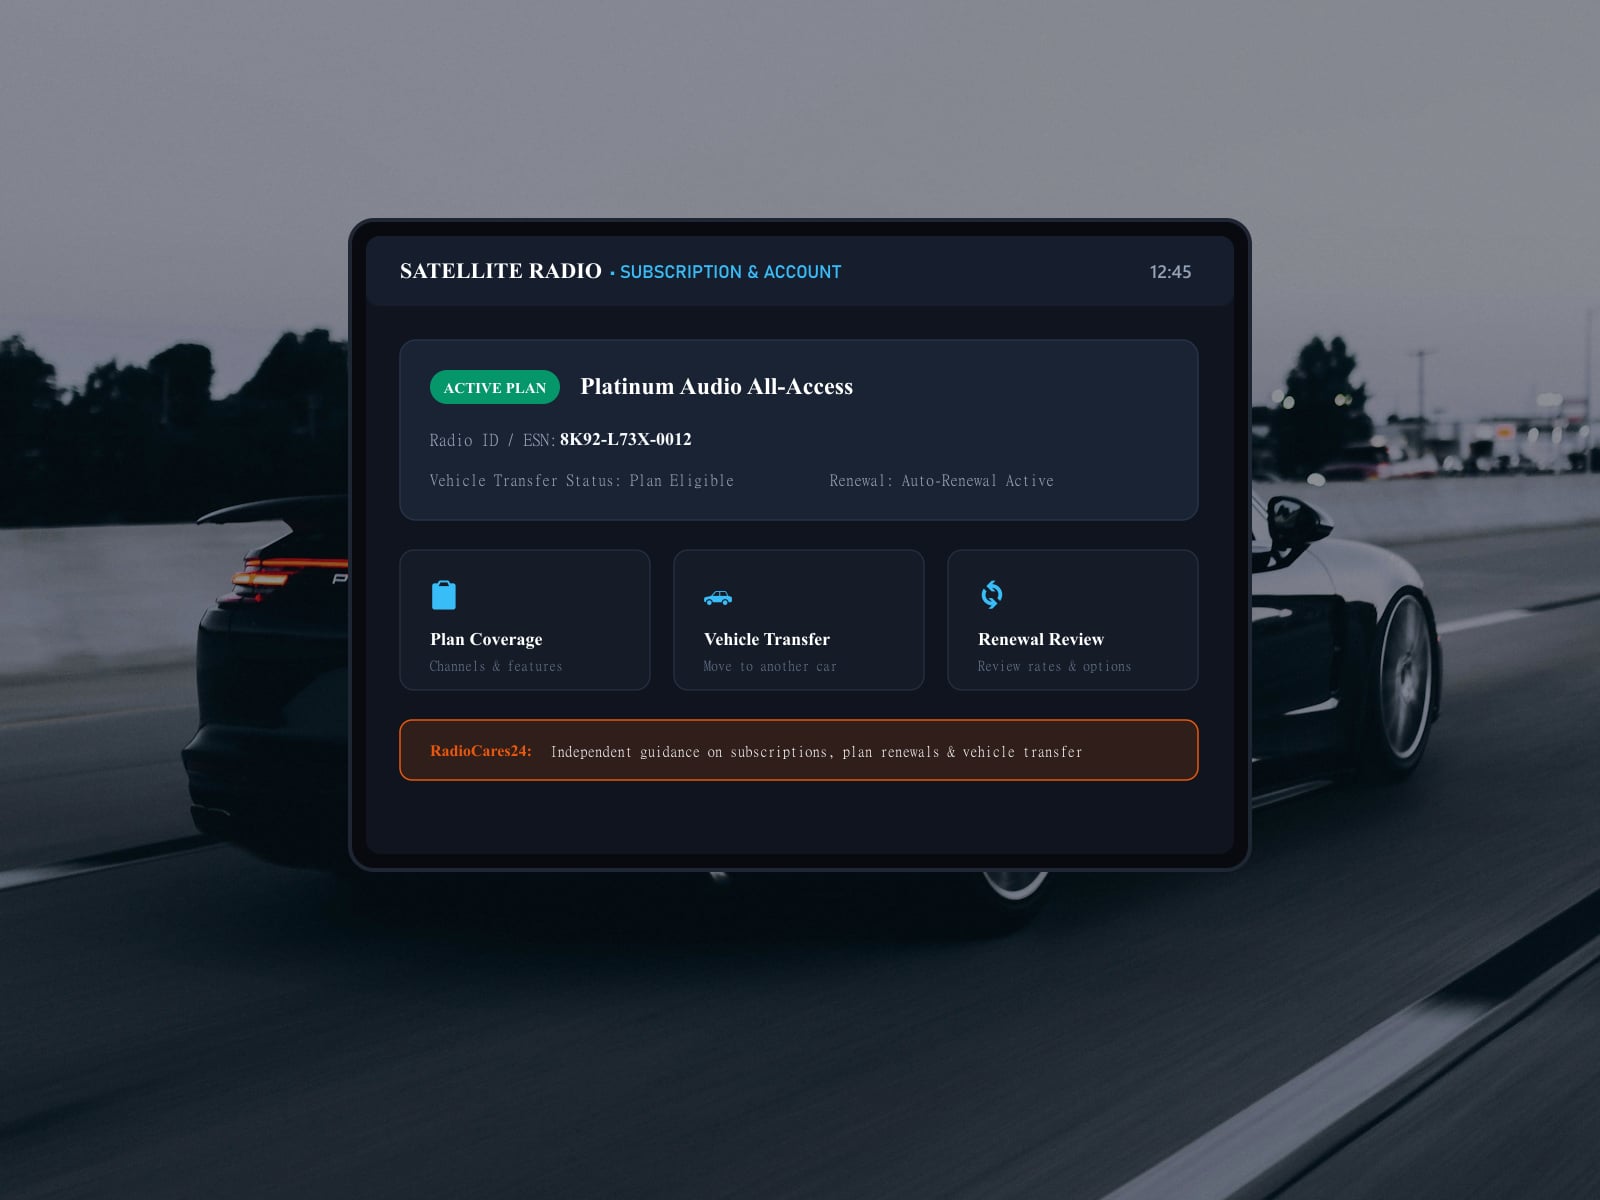 SATELLITE RADIO • SUBSCRIPTION & ACCOUNT 12:45
ACTIVE PLAN Platinum Audio All-Access
Radio ID / ESN: 8K92-L73X-0012
Vehicle Transfer Status: Plan Eligible Renewal: Auto-Renewal Active
Plan Coverage
Channels & features
Vehicle Transfer
Move to another car
Renewal Review
Review rates & options
RadioCares24: Independent guidance on subscriptions, plan renewals & vehicle transfer